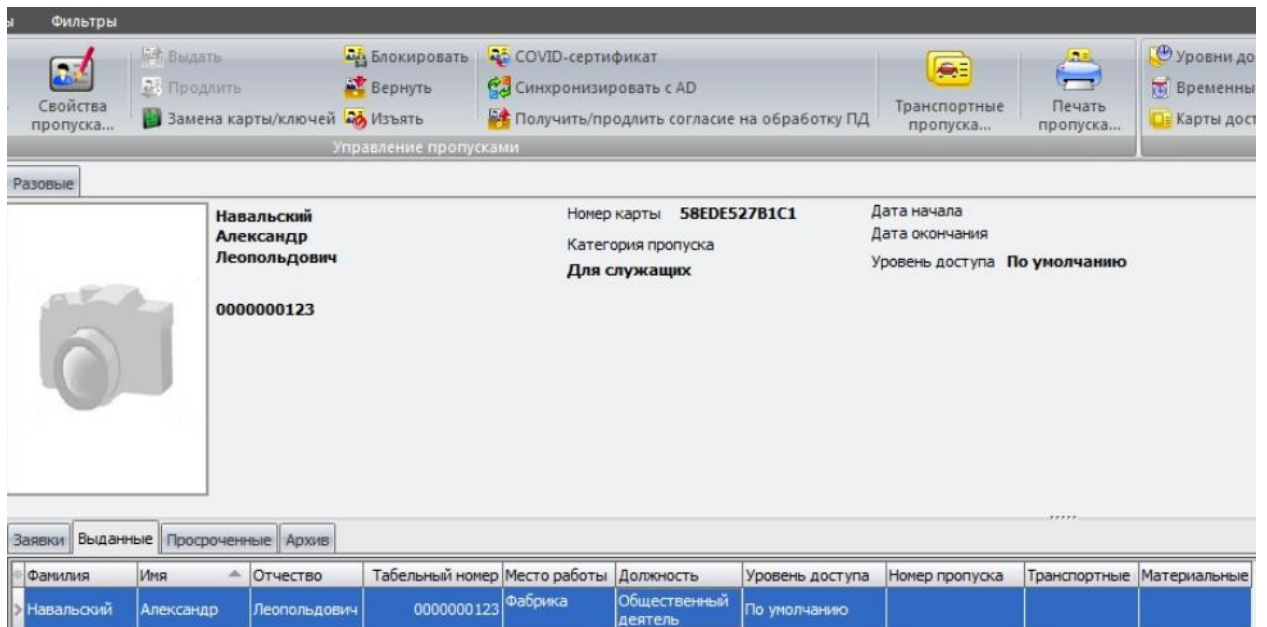 ы Фильтры
Свойства пропуска...
Выдать
Продлить
Замена карты/ключей
Блокировать
Вернуть
Изъять
COVID-сертификат
Синхронизировать с AD
Получить/продлить согласие на обработку ПД
Транспортные пропуска...
Печать пропуска...
Уровни до
Временны
Карты дост
Управление пропусками
Разовые
Навальский
Александр
Леопольдович
0000000123
Номер карты 58EDE527B1C1
Категория пропуска
Для служащих
Дата начала
Дата окончания
Уровень доступа По умолчанию
Заявки Выданные Просроченные Архив
Фамилия Имя Отчество Табельный номер Место работы Должность Уровень доступа Номер пропуска Транспортные Материальные
Навальский Александр Леопольдович 0000000123 Фабрика Общественный деятель По умолчанию